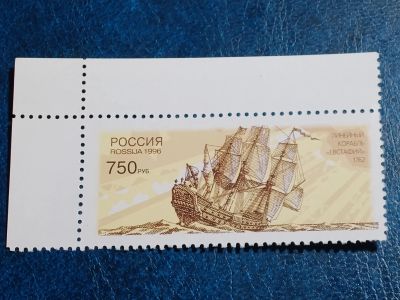 РОССИЯ
ROSSIJA 1996
750 РУБ
ЛИНЕЙНЫЙ
КОРАБЛЬ
«ЕВСТАФИЙ»
1762